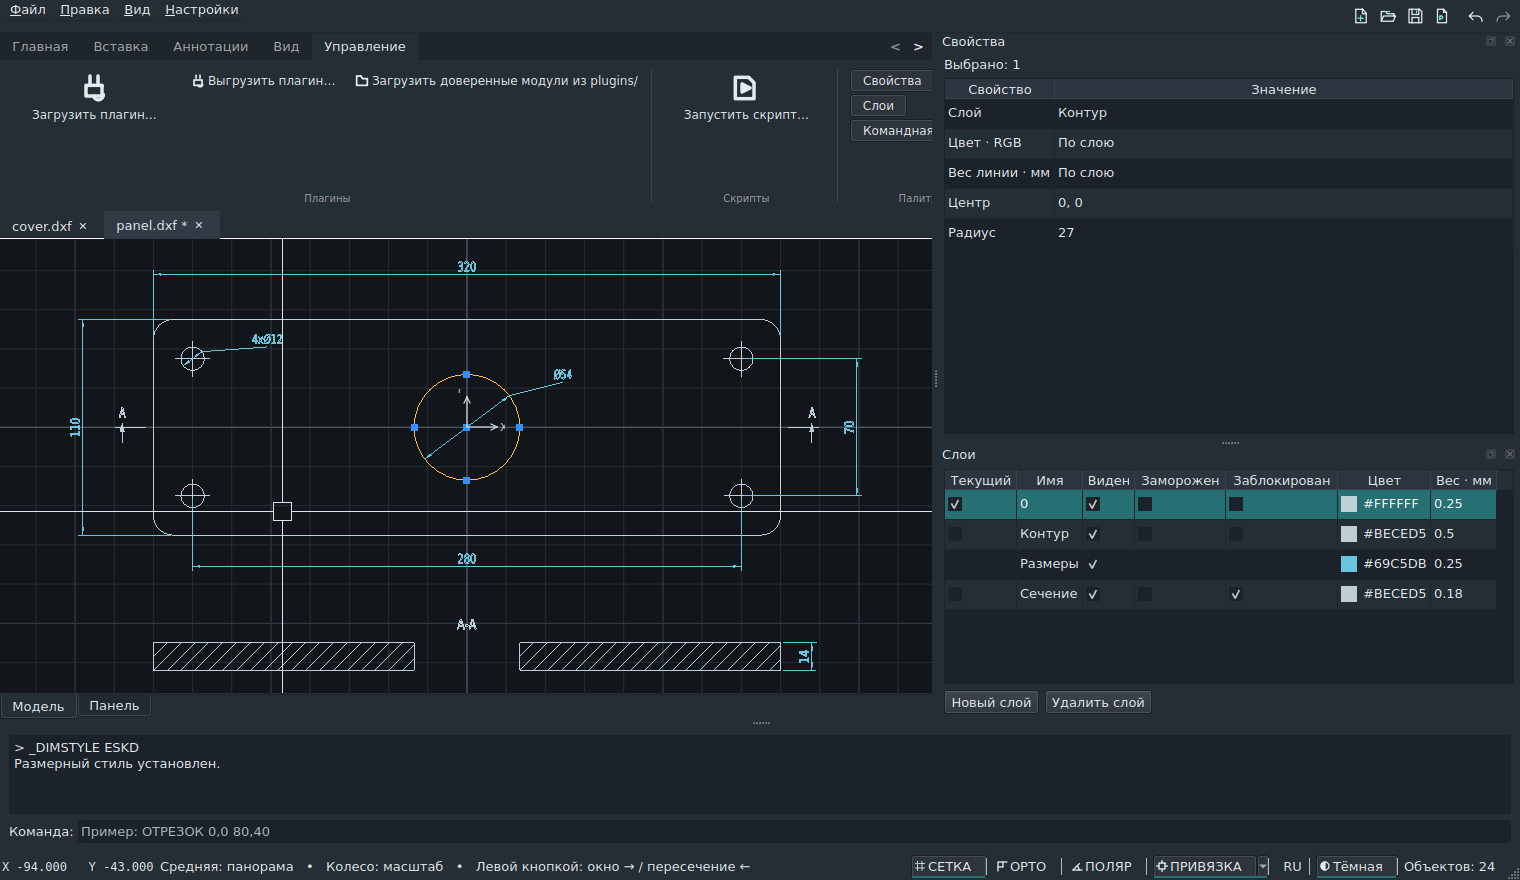 Файл Правка Вид Настройки
Главная Вставка Аннотации Вид Управление < >
Загрузить плагин...
Выгрузить плагин...
Загрузить доверенные модули из plugins/
Плагины
Запустить скрипт...
Скрипты
Свойства
Слои
Командная
Палит
cover.dxf × panel.dxf * ×
320
4xØ12
Ø54
110
A
A
70
X
280
A-A
14
Модель Панель
Свойства
Выбрано: 1
Свойство Значение
Слой Контур
Цвет · RGB По слою
Вес линии · мм По слою
Центр 0, 0
Радиус 27
Слои
Текущий Имя Виден Заморожен Заблокирован Цвет Вес · мм
0 #FFFFFF 0.25
Контур #BECED5 0.5
Размеры #69C5DB 0.25
Сечение #BECED5 0.18
Новый слой Удалить слой
> _DIMSTYLE ESKD
Размерный стиль установлен.
Команда: Пример: ОТРЕЗОК 0,0 80,40
X -94.000 Y -43.000 Средняя: панорама • Колесо: масштаб • Левой кнопкой: окно → / пересечение ← СЕТКА ОРТО ПОЛЯР ПРИВЯЗКА RU Тёмная Объектов: 24